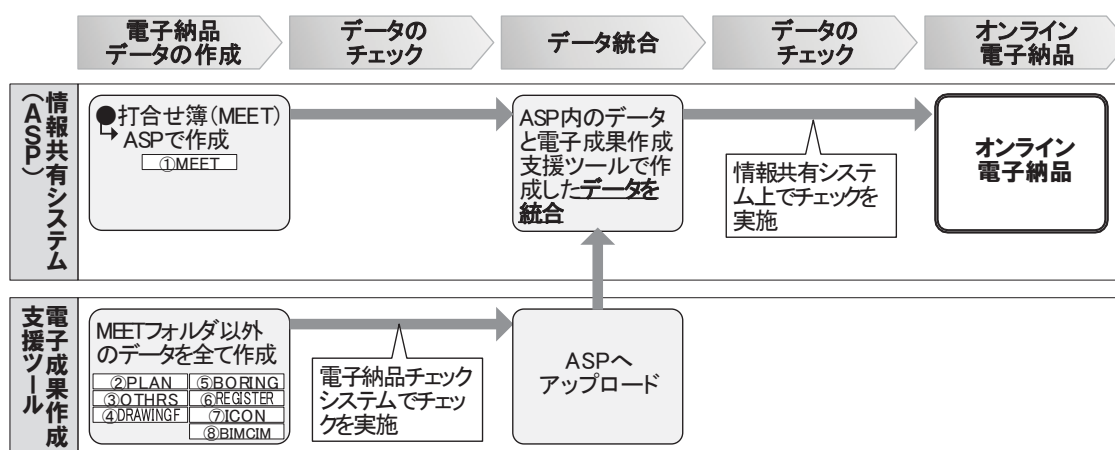 電子納品
データの作成
データの
チェック
データ統合
データの
チェック
オンライン
電子納品
情報共有システム
(ASP)
●打合せ簿(MEET)
↳ASPで作成
①MEET
ASP内のデータ
と電子成果作成
支援ツールで作
成したデータを
統合
情報共有システ
ム上でチェックを
実施
オンライン
電子納品
電子成果作成
支援ツール
MEETフォルダ以外
のデータを全て作成
②PLAN
③OTHRS
④DRAWINGF
⑤BORING
⑥REGISTER
⑦ICON
⑧BIMCIM
電子納品チェック
システムでチェッ
クを実施
ASPへ
アップロード